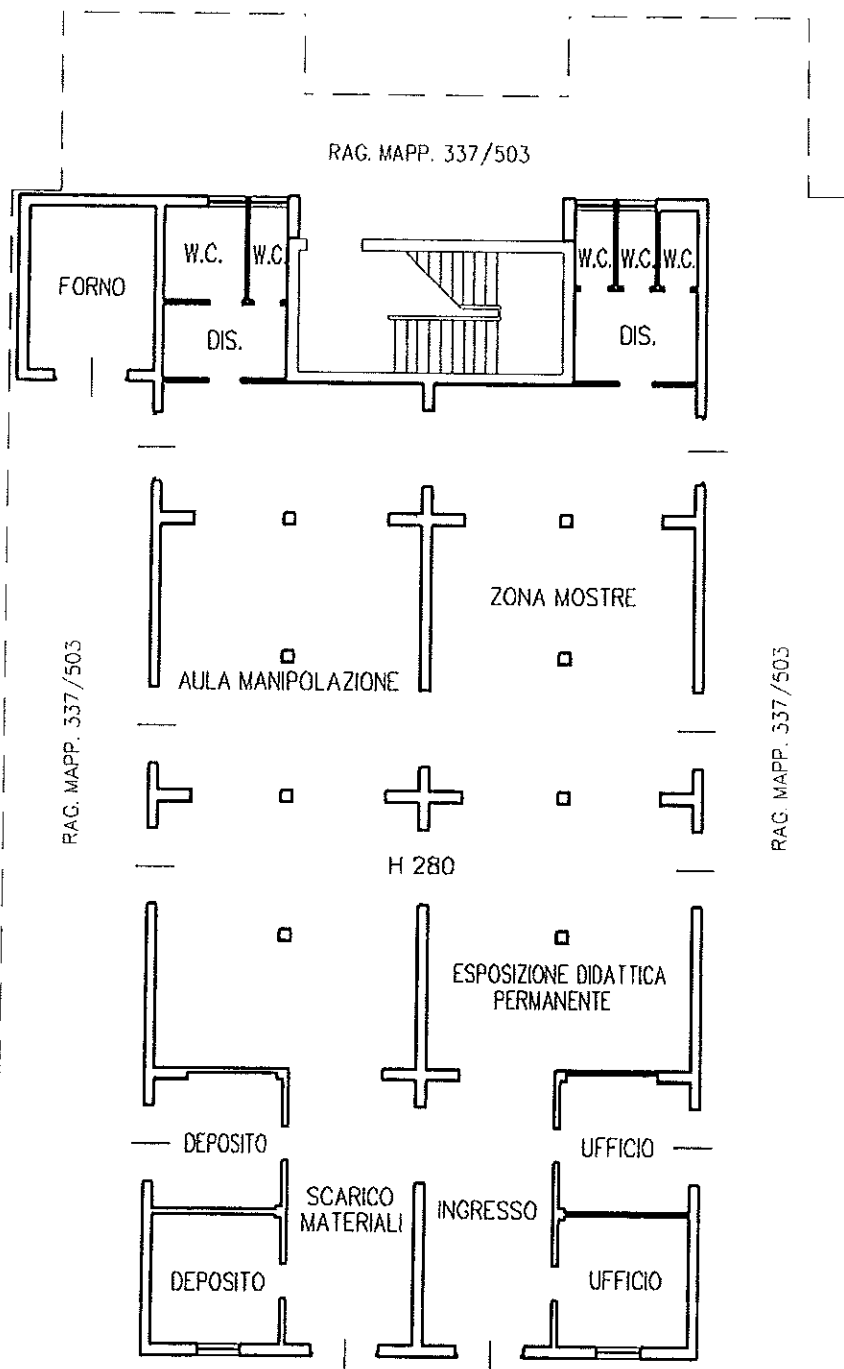 RAG. MAPP. 337/503
W.C.
W.C.
W.C.
W.C.
W.C.
FORNO
DIS.
DIS.
ZONA MOSTRE
AULA MANIPOLAZIONE
RAG. MAPP. 337/503
RAG. MAPP. 337/503
H 280
ESPOSIZIONE DIDATTICA
PERMANENTE
DEPOSITO
UFFICIO
SCARICO
MATERIALI
INGRESSO
DEPOSITO
UFFICIO